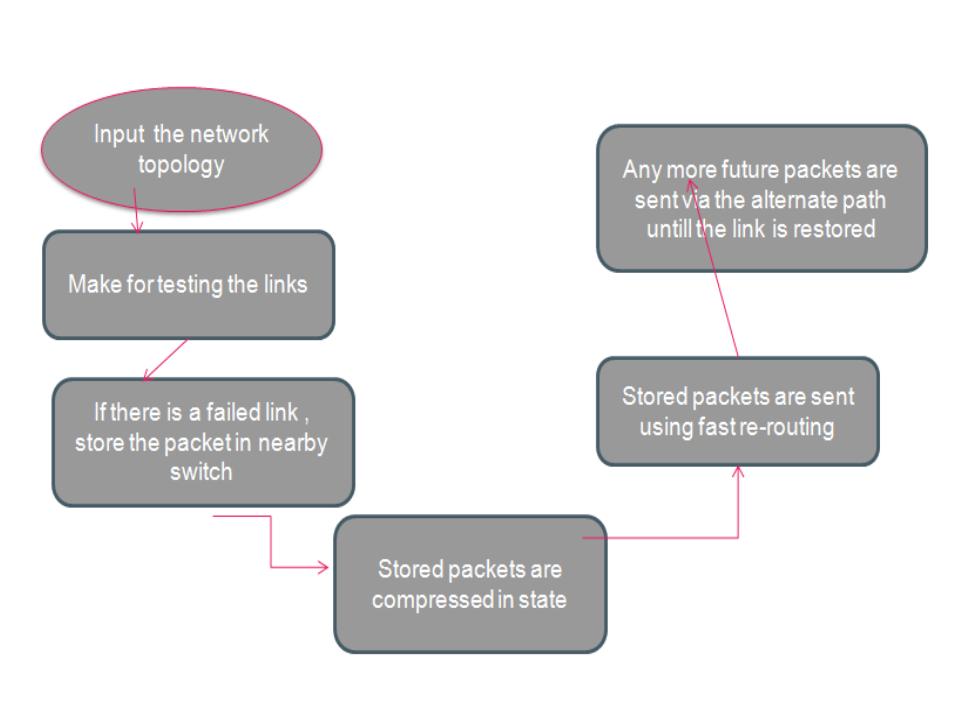 Input the network
topology
Make for testing the links
If there is a failed link ,
store the packet in nearby
switch
Stored packets are
compressed in state
Stored packets are sent
using fast re-routing
Any more future packets are
sent via the alternate path
untill the link is restored